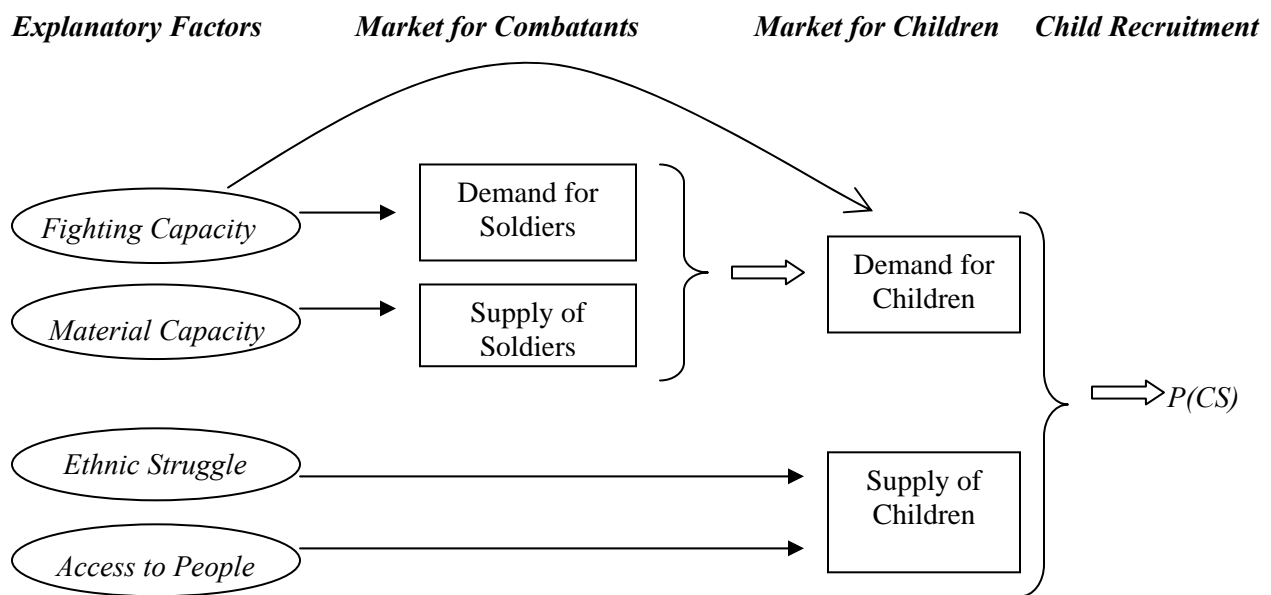 Explanatory Factors Market for Combatants Market for Children Child Recruitment
Fighting Capacity
Demand for
Soldiers
Demand for
Children
Material Capacity
Supply of
Soldiers
P(CS)
Ethnic Struggle
Supply of
Children
Access to People